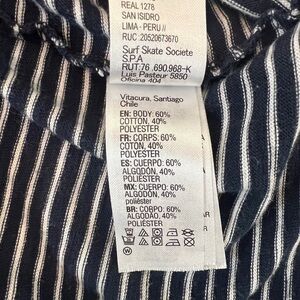 REAL 1278
SAN ISIDRO
LIMA - PERU //
RUC: 20520673670
Surf Skate Societe
S.P.A
RUT:76 .690.968-K
Luis Pasteur 5850
Oficina 404
Vitacura, Santiago
Chile
EN: BODY: 60%
COTTON, 40%
POLYESTER
FR: CORPS: 60%
COTON, 40%
POLYESTER
ES: CUERPO: 60%
ALGODÓN, 40%
POLIÉSTER
MX: CUERPO: 60%
ALGODÓN, 40%
poliéster
BR: CORPO: 60%
ALGODÃO, 40%
POLIÉSTER
W